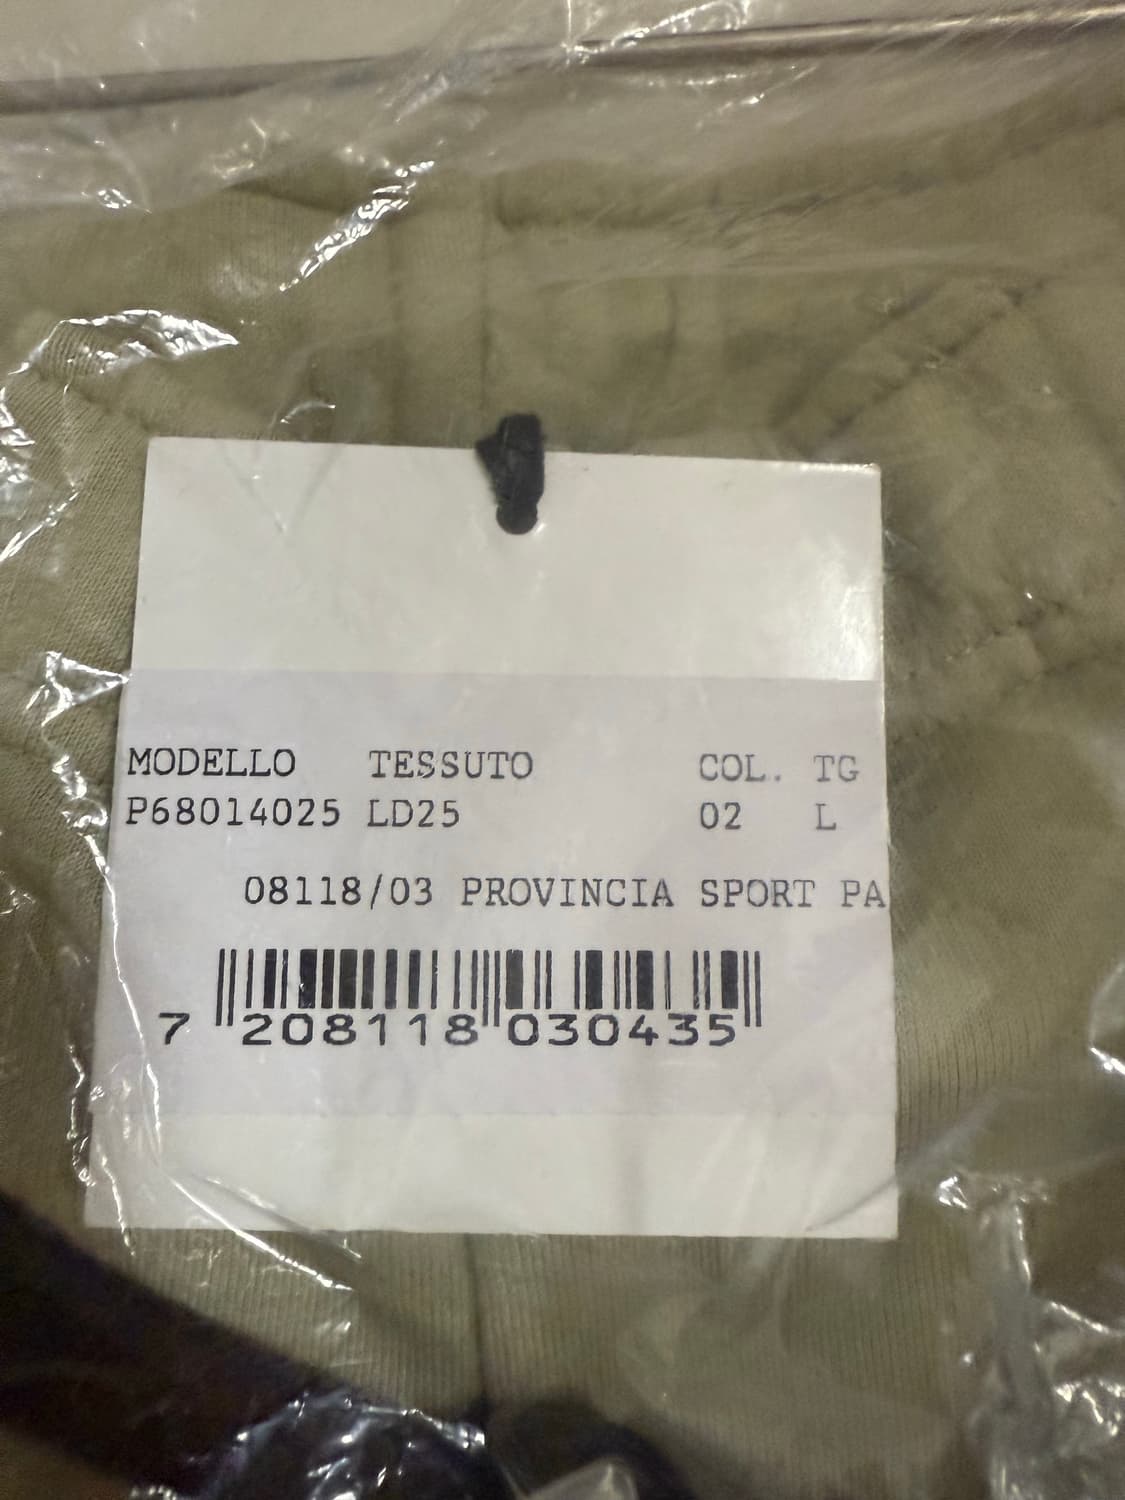 MODELLO TESSUTO COL. TG
P68014025 LD25 02 L
08118/03 PROVINCIA SPORT PA
7 208118 030435